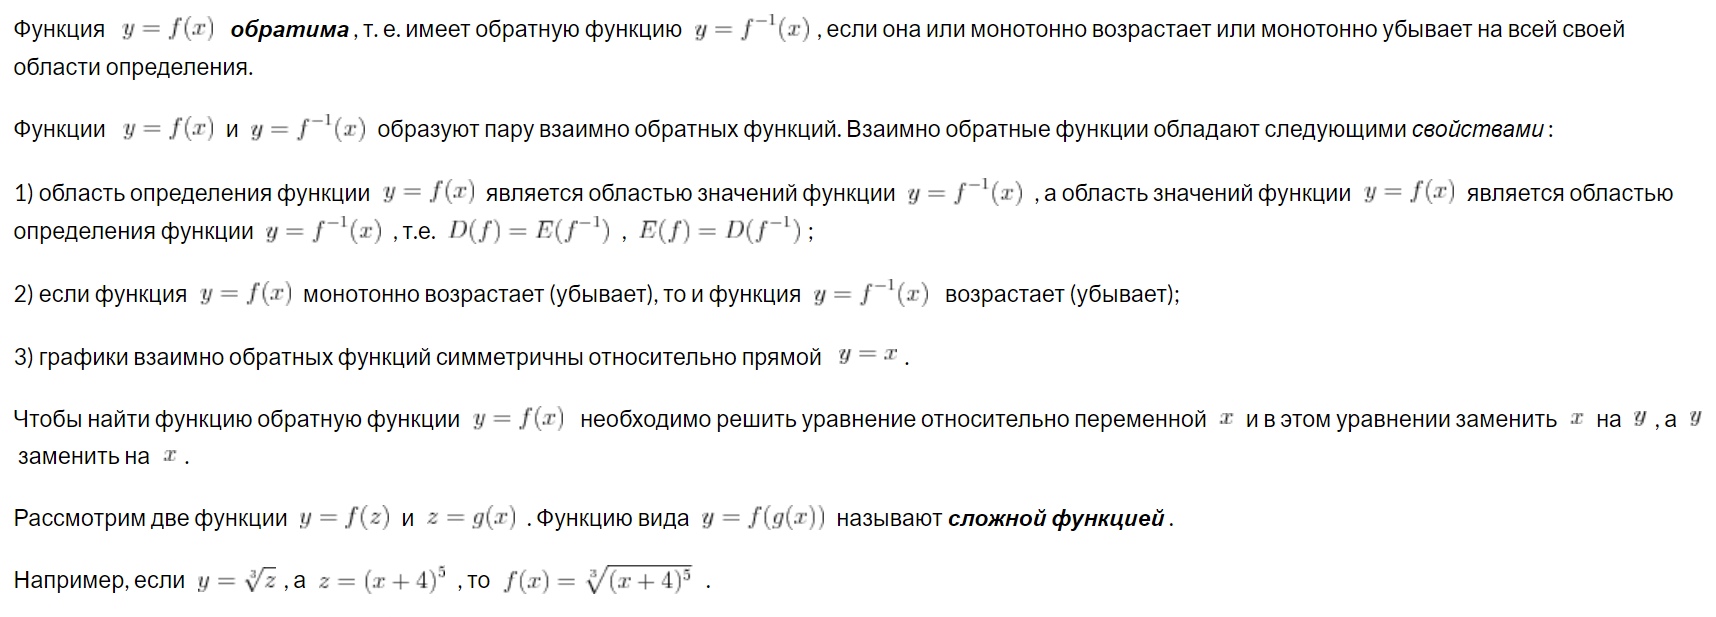 Функция y = f(x) обратима, т. е. имеет обратную функцию y = f⁻¹(x), если она или монотонно возрастает или монотонно убывает на всей своей
области определения.
Функции y = f(x) и y = f⁻¹(x) образуют пару взаимно обратных функций. Взаимно обратные функции обладают следующими свойствами:
1) область определения функции y = f(x) является областью значений функции y = f⁻¹(x), а область значений функции y = f(x) является областью
определения функции y = f⁻¹(x), т.е. D(f) = E(f⁻¹), E(f) = D(f⁻¹);
2) если функция y = f(x) монотонно возрастает (убывает), то и функция y = f⁻¹(x) возрастает (убывает);
3) графики взаимно обратных функций симметричны относительно прямой y = x.
Чтобы найти функцию обратную функции y = f(x) необходимо решить уравнение относительно переменной x и в этом уравнении заменить x на y, а y
заменить на x.
Рассмотрим две функции y = f(z) и z = g(x). Функцию вида y = f(g(x)) называют сложной функцией.
Например, если y = ∛z, а z = (x + 4)⁵, то f(x) = ∛((x + 4)⁵).